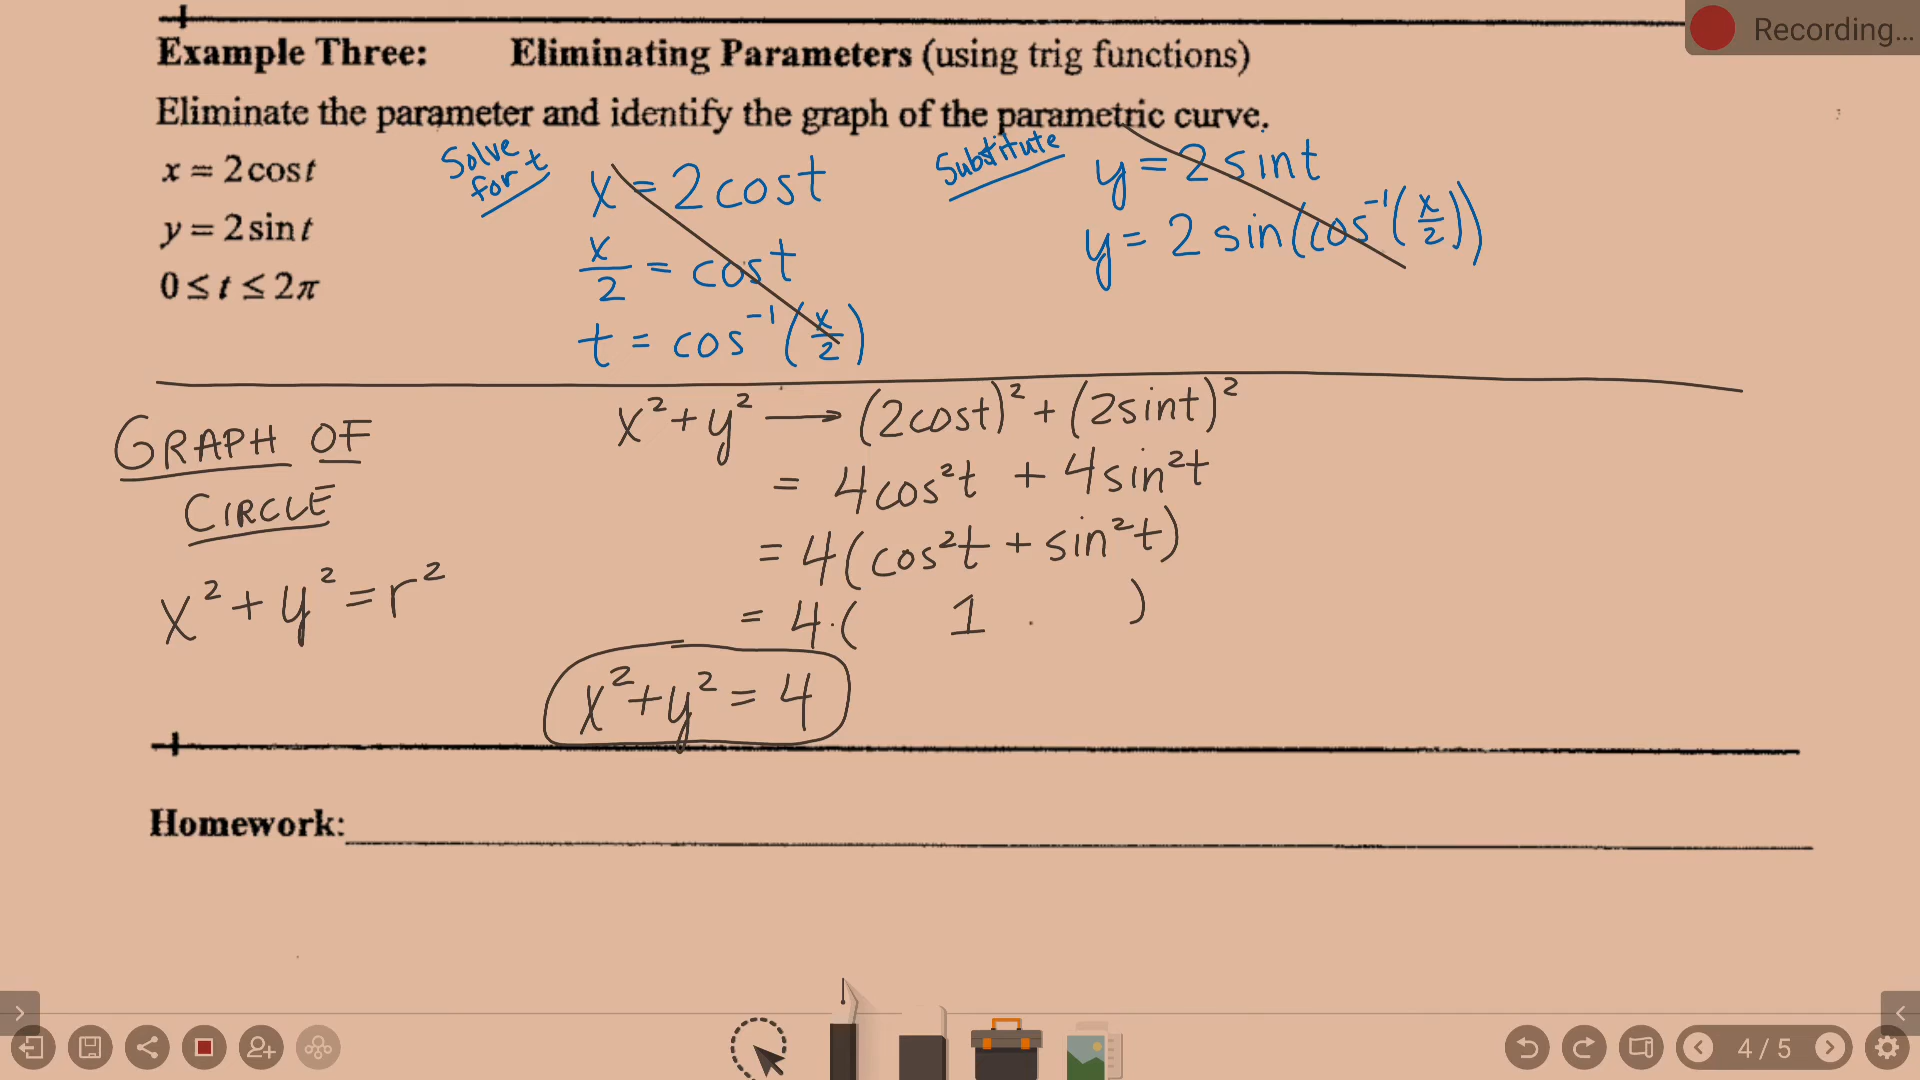 Recording...
Example Three: Eliminating Parameters (using trig functions)
Eliminate the parameter and identify the graph of the parametric curve.
x = 2cos t
y = 2sin t
0 ≤ t ≤ 2π
Solve for t
x = 2cost
x/2 = cost
t = cos⁻¹(x/2)
Substitute
y = 2sint
y = 2 sin(cos⁻¹(x/2))
GRAPH OF
CIRCLE
x² + y² = r²
x² + y² ⟶ (2cost)² + (2sint)²
= 4cos²t + 4sin²t
= 4(cos²t + sin²t)
= 4·( 1 )
x² + y² = 4
Homework:
4 / 5